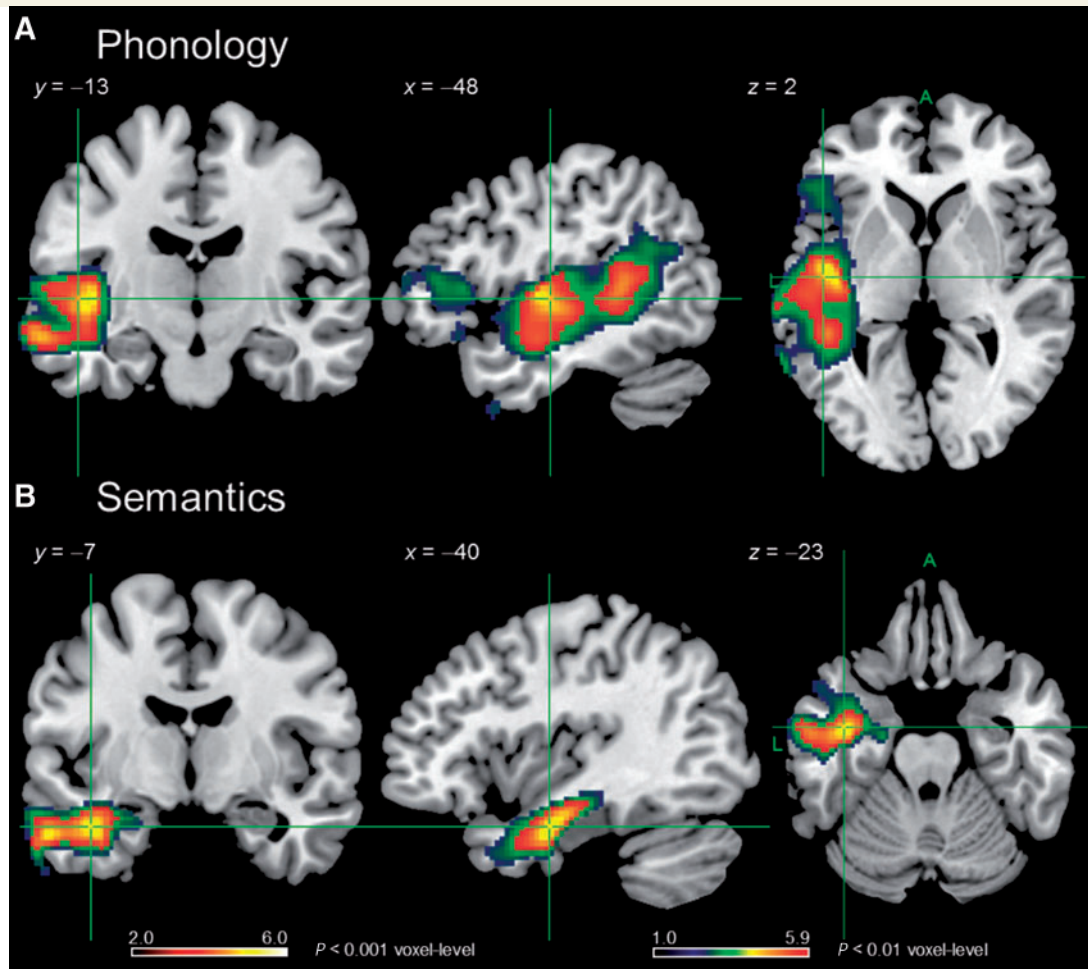 A
Phonology
y = −13
x = −48
z = 2
A
L
B
Semantics
y = −7
x = −40
z = −23
A
L
2.0 6.0
P < 0.001 voxel-level
1.0 5.9
P < 0.01 voxel-level